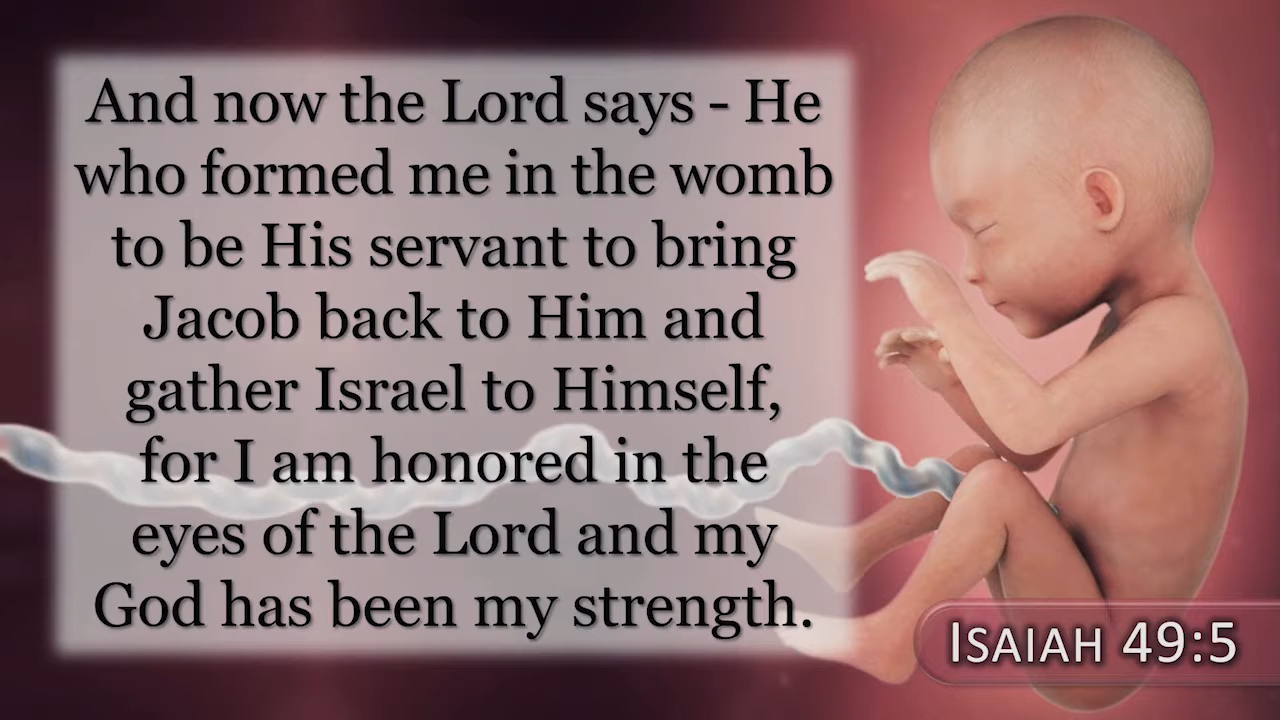 And now the Lord says - He
who formed me in the womb
to be His servant to bring
Jacob back to Him and
gather Israel to Himself,
for I am honored in the
eyes of the Lord and my
God has been my strength.
ISAIAH 49:5